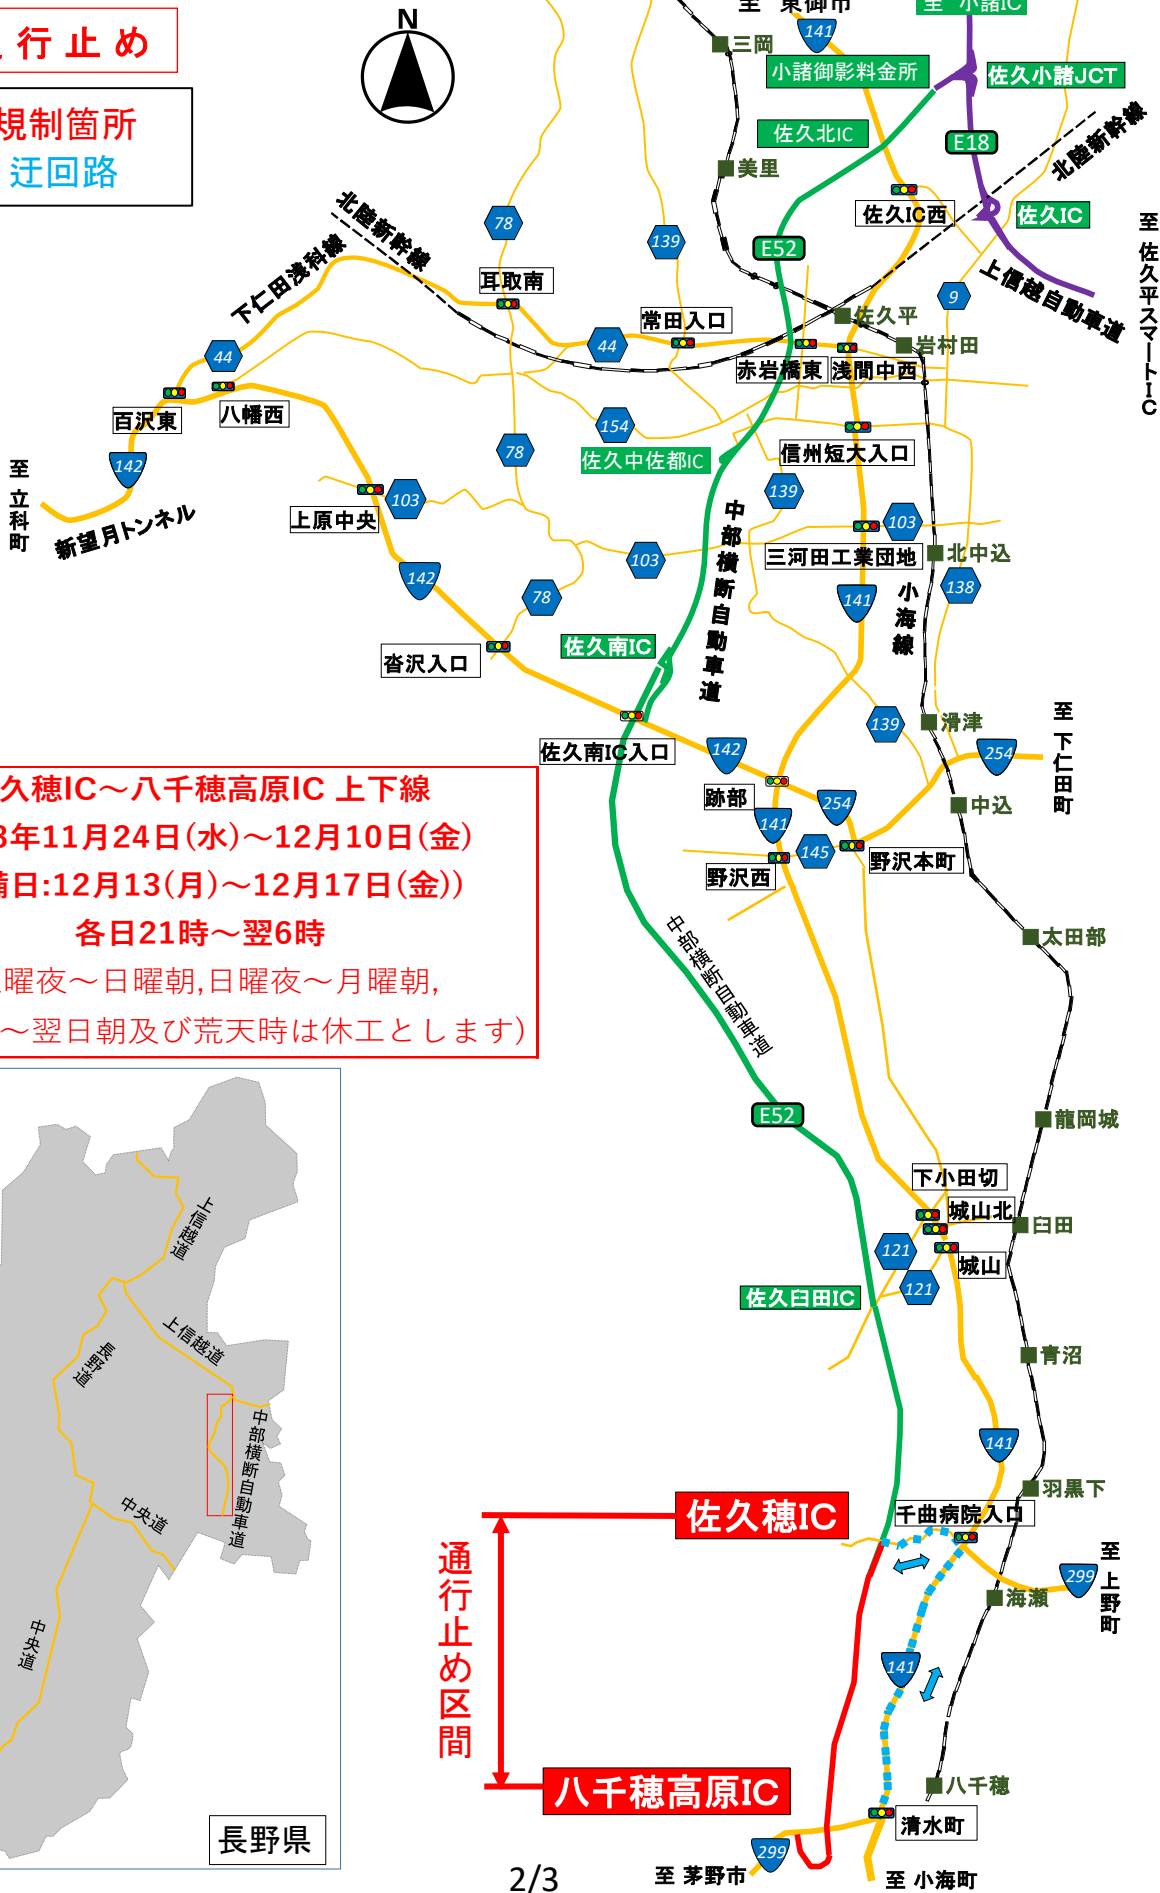 至 東御市
至 小諸IC
行止め
規制箇所
迂回路
N
三岡
141
小諸御影料金所
佐久小諸JCT
佐久北IC
E18
北陸新幹線
美里
佐久IC西
佐久IC
北陸新幹線
78
139
E52
至 佐久平スマートIC
下仁田浅科線
耳取南
9
上信越自動車道
常田入口
佐久平
44
44
岩村田
赤岩橋東
浅間中西
百沢東
八幡西
154
信州短大入口
78
佐久中佐都IC
142
至 立科町
新望月トンネル
103
上原中央
139
中部横断自動車道
103
三河田工業団地
北中込
103
142
78
141
小海線
138
佐久南IC
沓沢入口
佐久南IC入口
142
139
滑津
至 下仁田町
254
跡部
254
中込
141
145
野沢西
野沢本町
久穂IC～八千穂高原IC 上下線
3年11月24日(水)～12月10日(金)
備日:12月13(月)～12月17日(金))
各日21時～翌6時
曜夜～日曜朝,日曜夜～月曜朝,
～翌日朝及び荒天時は休工とします)
中部横断自動車道
太田部
E52
龍岡城
下小田切
城山北
臼田
121
城山
121
佐久臼田IC
青沼
上信越道
上信越道
長野道
中部横断自動車道
中央道
中央道
長野県
141
羽黒下
佐久穂IC
千曲病院入口
通行止め区間
299
至 上野町
海瀬
141
八千穂高原IC
八千穂
清水町
299
至 茅野市
至 小海町
2/3